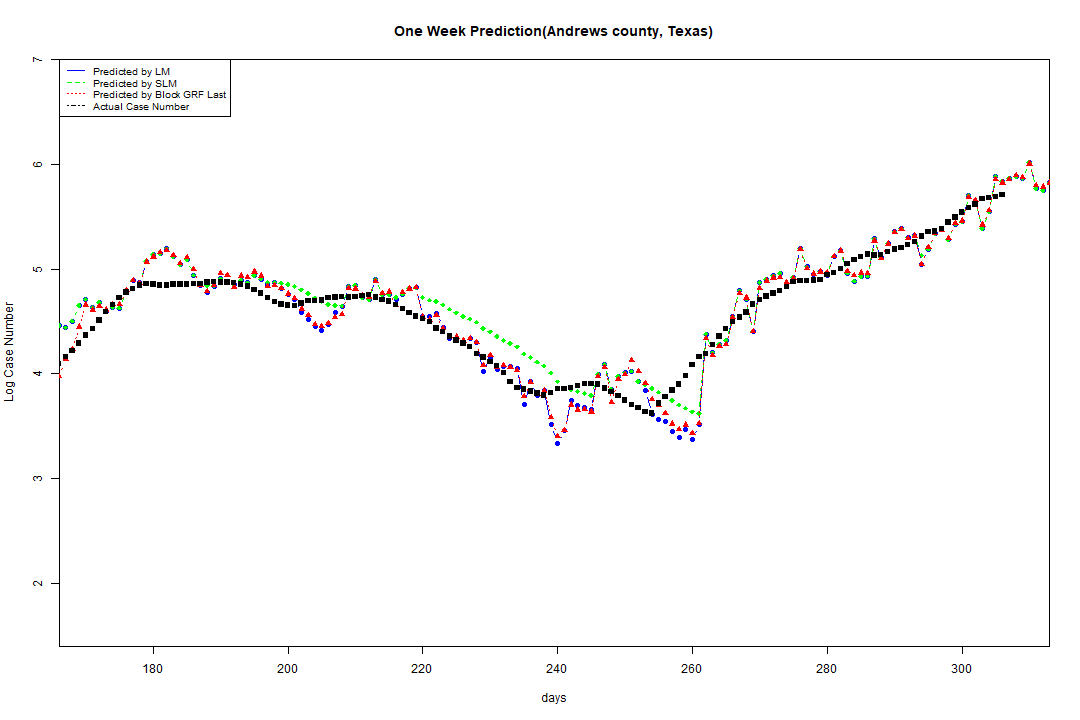 One Week Prediction(Andrews county, Texas)
Predicted by LM
Predicted by SLM
Predicted by Block GRF Last
Actual Case Number
Log Case Number
7
6
5
4
3
2
180 200 220 240 260 280 300
days